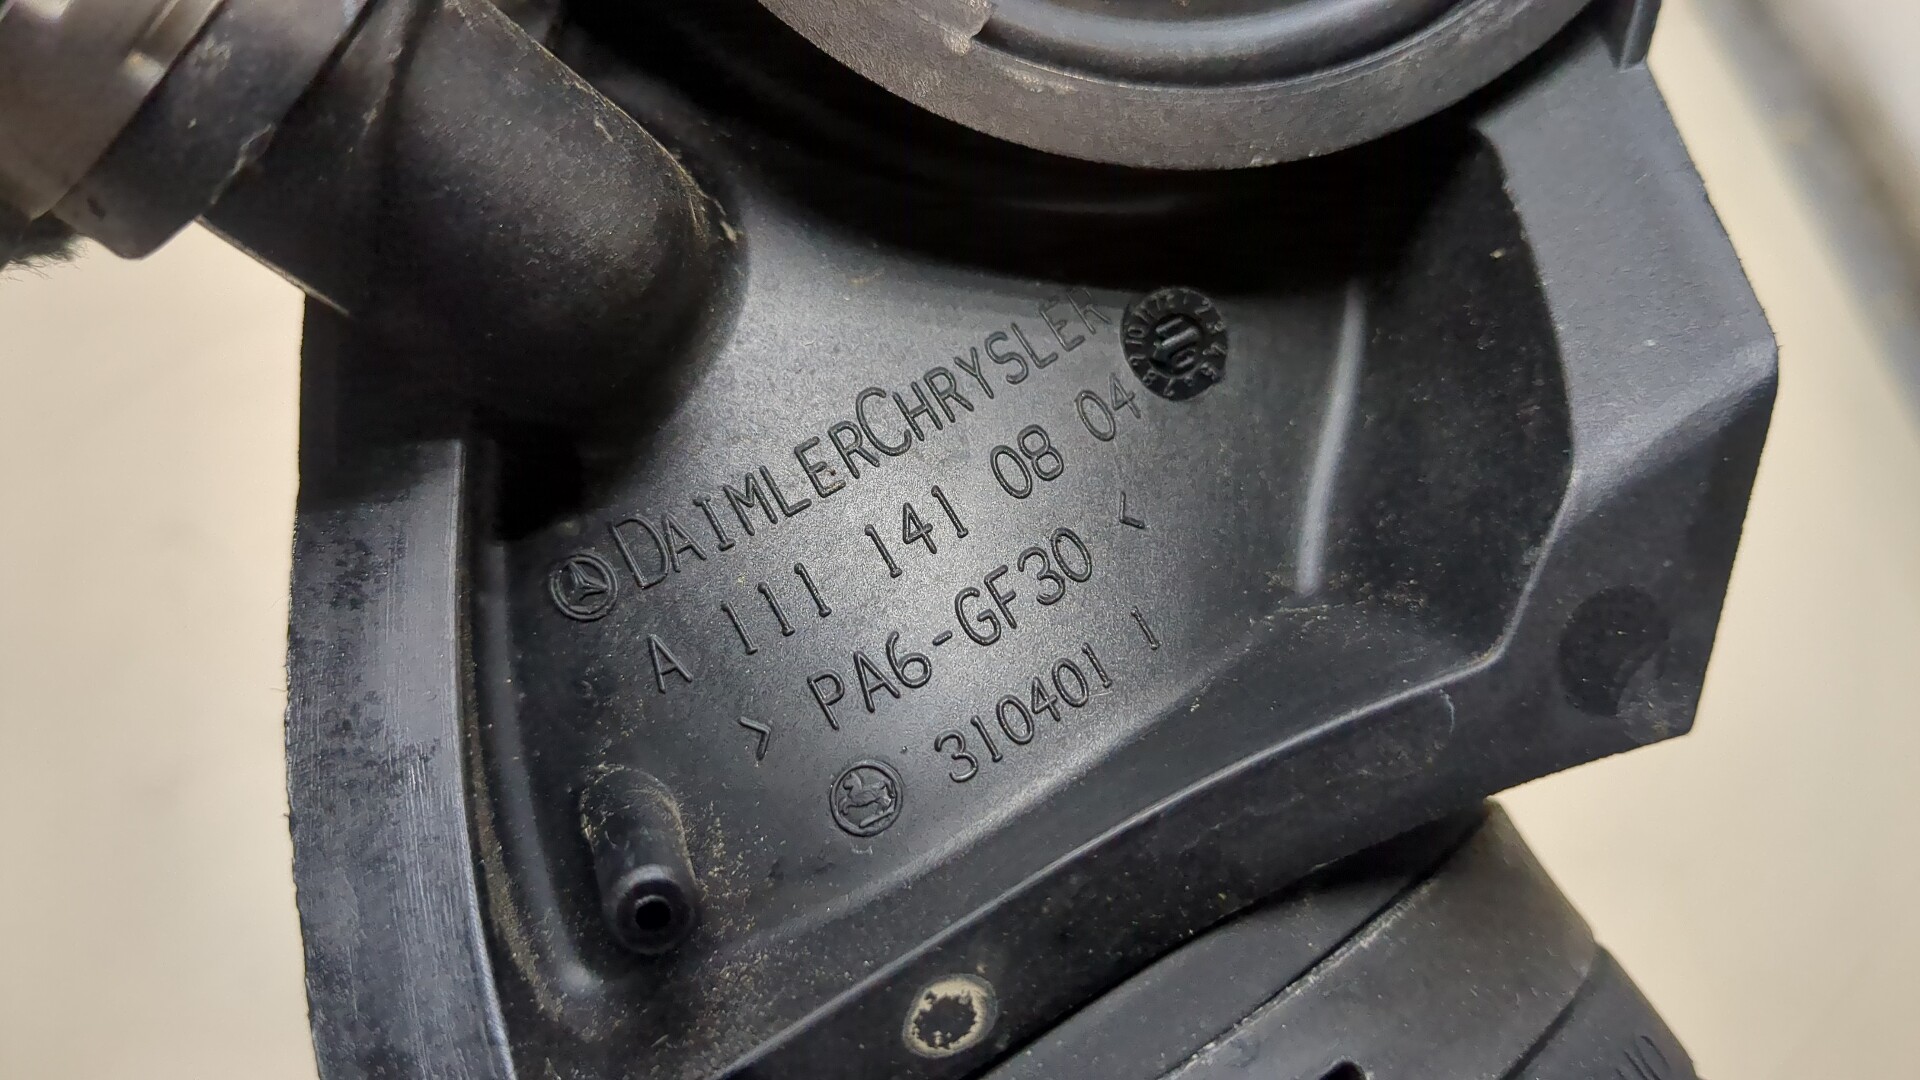 DAIMLERCHRYSLER
A 111 141 08 04
> PA6-GF30 <
310401 1